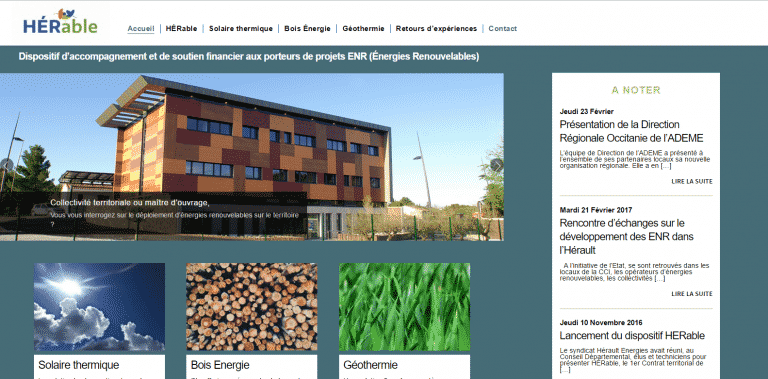 HÉRable
Accueil
HÉRable
Solaire thermique
Bois Énergie
Géothermie
Retours d'expériences
Contact
Dispositif d'accompagnement et de soutien financier aux porteurs de projets ENR (Énergies Renouvelables)
Collectivité territoriale ou maître d'ouvrage,
Vous vous interrogez sur le déploiement d'énergies renouvelables sur le territoire
?
Solaire thermique
Bois Energie
Géothermie
A NOTER
Jeudi 23 Février
Présentation de la Direction
Régionale Occitanie de l'ADEME
L'équipe de Direction de l'ADEME a présenté à
l'ensemble de ses partenaires locaux sa nouvelle
organisation régionale. Elle a en [...]
LIRE LA SUITE
Mardi 21 Février 2017
Rencontre d'échanges sur le
développement des ENR dans
l'Hérault
A l'initiative de l'Etat, se sont retrouvés dans les
locaux de la CCI, les opérateurs d'énergies
renouvelables, les collectivités [...]
LIRE LA SUITE
Jeudi 10 Novembre 2016
Lancement du dispositif HERable
Le syndicat Hérault Energies avait réuni, au
Conseil Départemental, élus et techniciens pour
présenter HÉRable, le 1er Contrat territorial de
[...]